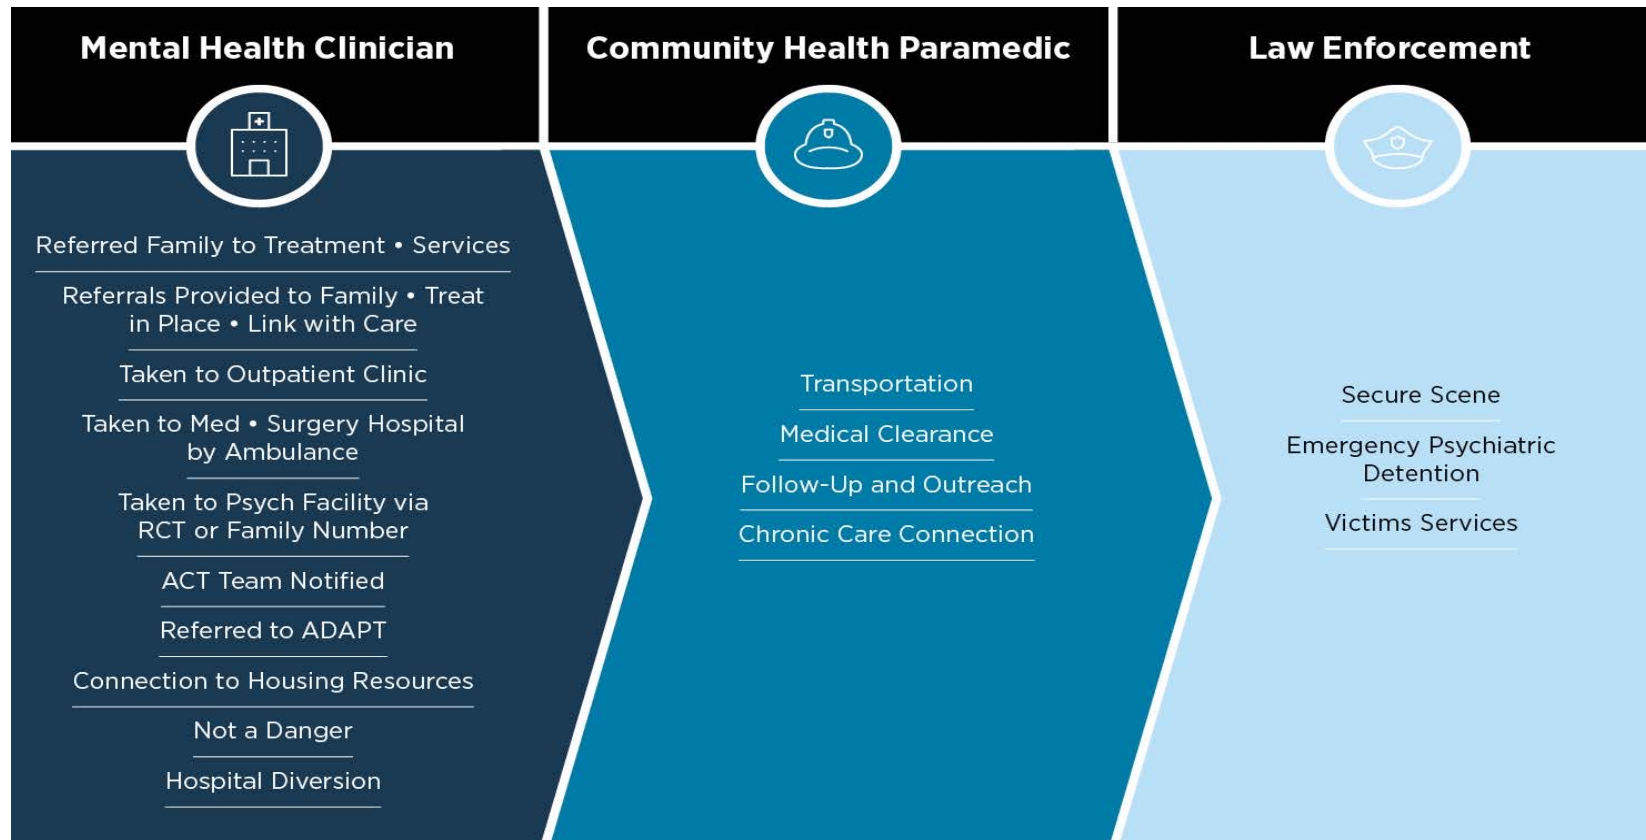 Mental Health Clinician
Referred Family to Treatment • Services
Referrals Provided to Family • Treat
in Place • Link with Care
Taken to Outpatient Clinic
Taken to Med • Surgery Hospital
by Ambulance
Taken to Psych Facility via
RCT or Family Number
ACT Team Notified
Referred to ADAPT
Connection to Housing Resources
Not a Danger
Hospital Diversion
Community Health Paramedic
Transportation
Medical Clearance
Follow-Up and Outreach
Chronic Care Connection
Law Enforcement
Secure Scene
Emergency Psychiatric
Detention
Victims Services